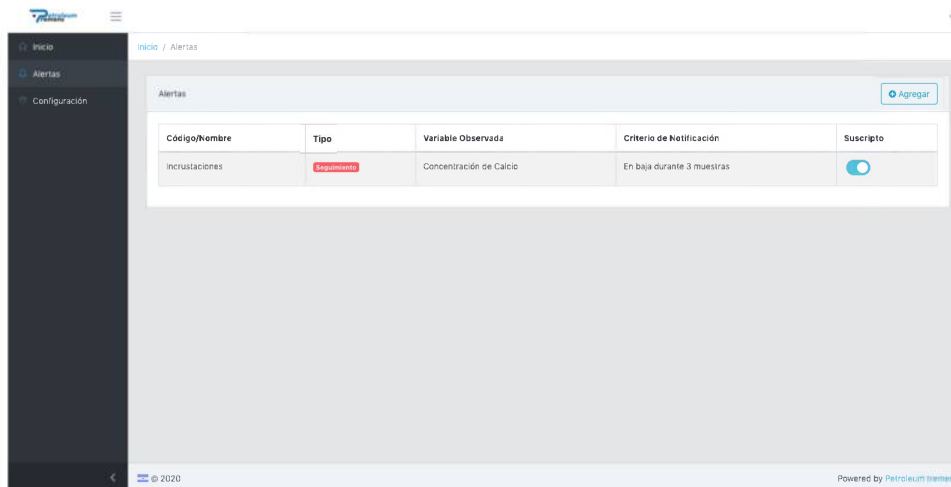 Petroleum
Inicio
Alertas
Configuración
Inicio / Alertas
Alertas
Agregar
Código/Nombre Tipo Variable Observada Criterio de Notificación Suscripto
Incrustaciones Seguimiento Concentración de Calcio En baja durante 3 muestras
© 2020
Powered by Petroleum